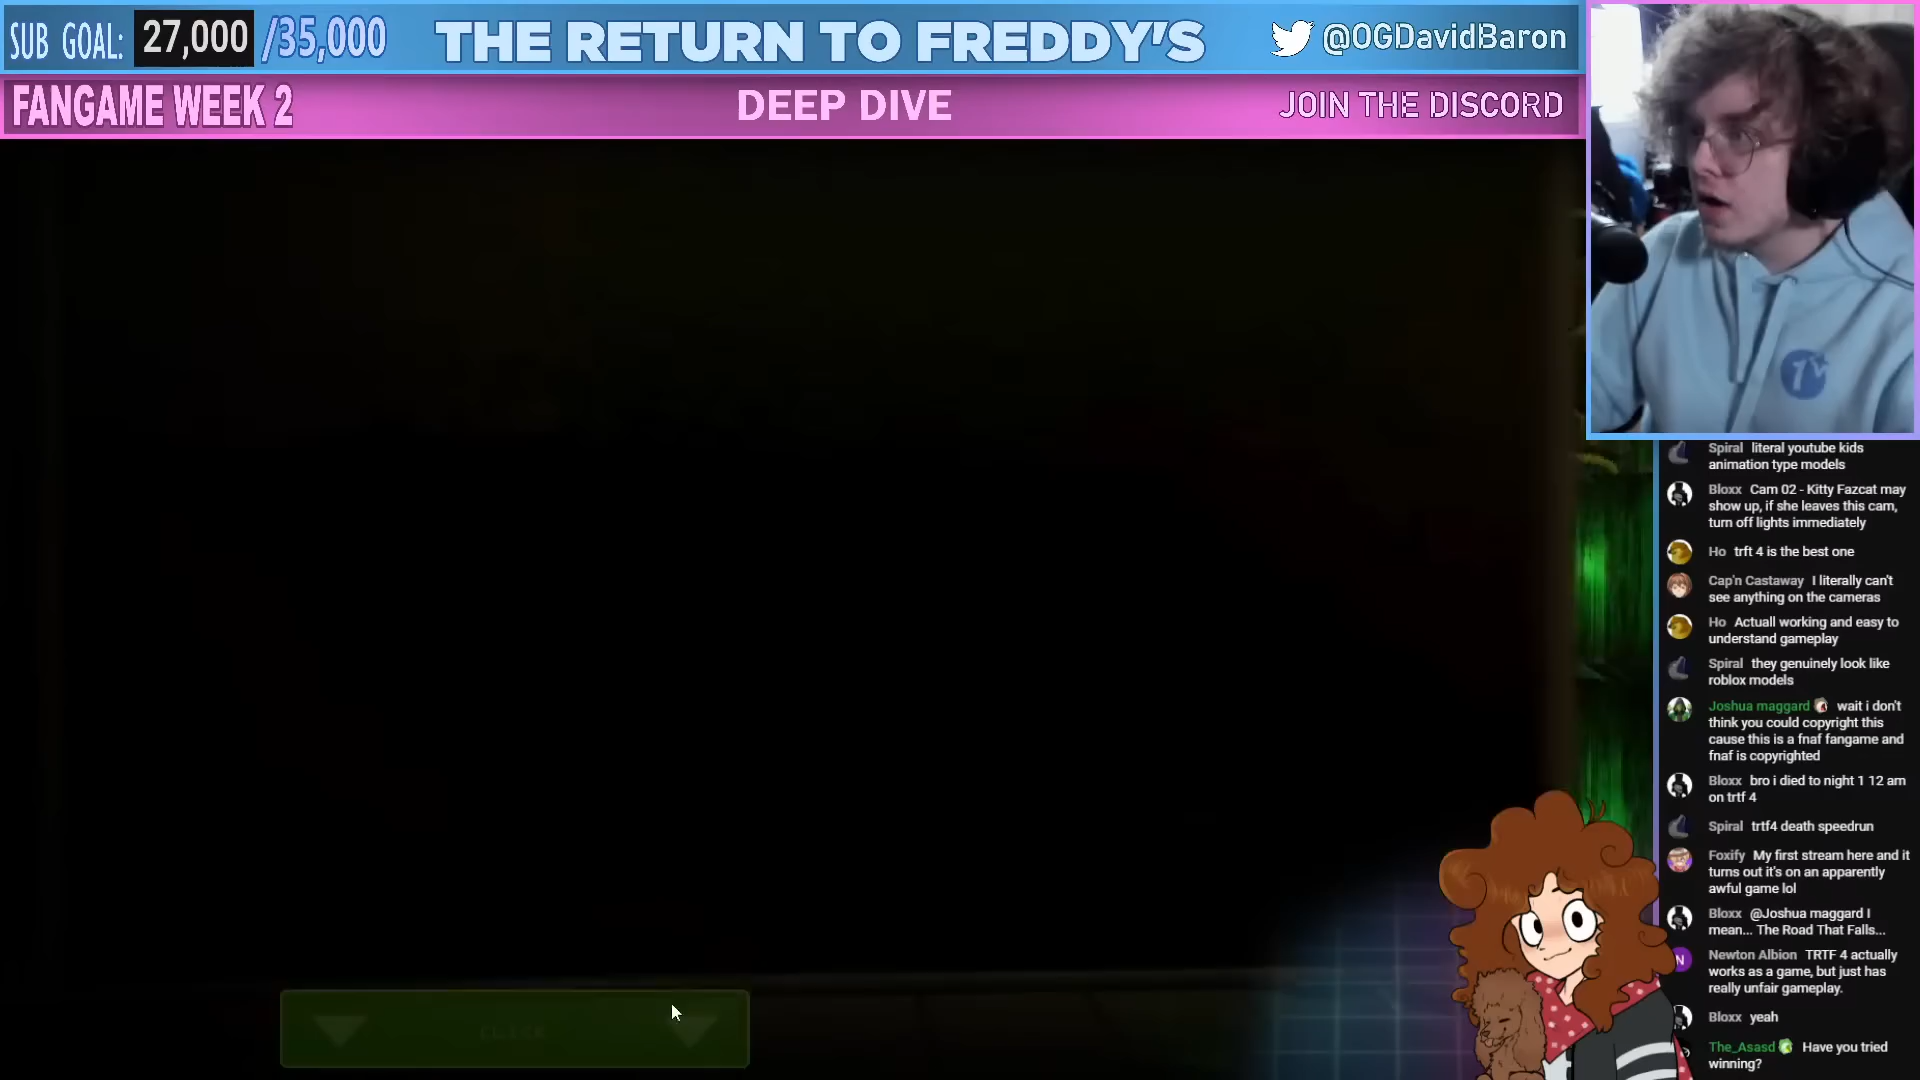 SUB GOAL: 27,000 /35,000
THE RETURN TO FREDDY'S
@OGDavidBaron
FANGAME WEEK 2
DEEP DIVE
JOIN THE DISCORD
Spiral literal youtube kids
animation type models
Bloxx Cam 02 - Kitty Fazcat may
show up, if she leaves this cam,
turn off lights immediately
Ho trft 4 is the best one
Cap'n Castaway I literally can't
see anything on the cameras
Ho Actuall working and easy to
understand gameplay
Spiral they genuinely look like
roblox models
Joshua maggard wait i don't
think you could copyright this
cause this is a fnaf fangame and
fnaf is copyrighted
Bloxx bro i died to night 1 12 am
on trtf 4
Spiral trtf4 death speedrun
Foxify My first stream here and it
turns out it's on an apparently
awful game lol
Bloxx @Joshua maggard I
mean... The Road That Falls...
N
Newton Albion TRTF 4 actually
works as a game, but just has
really unfair gameplay.
Bloxx yeah
The_Asasd Have you tried
winning?